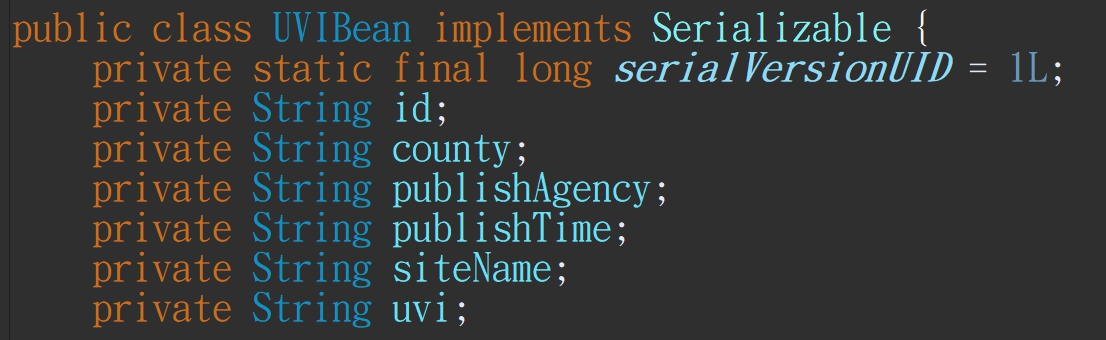 public class UVIBean implements Serializable {
private static final long serialVersionUID = 1L;
private String id;
private String county;
private String publishAgency;
private String publishTime;
private String siteName;
private String uvi;